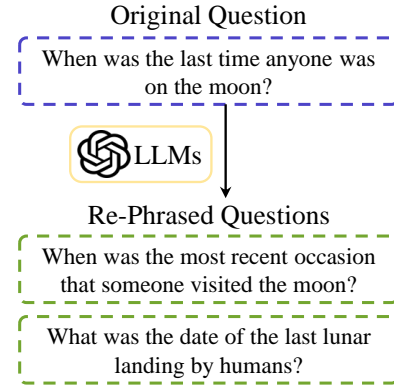 Original Question
When was the last time anyone was
on the moon?
LLMs
Re-Phrased Questions
When was the most recent occasion
that someone visited the moon?
What was the date of the last lunar
landing by humans?